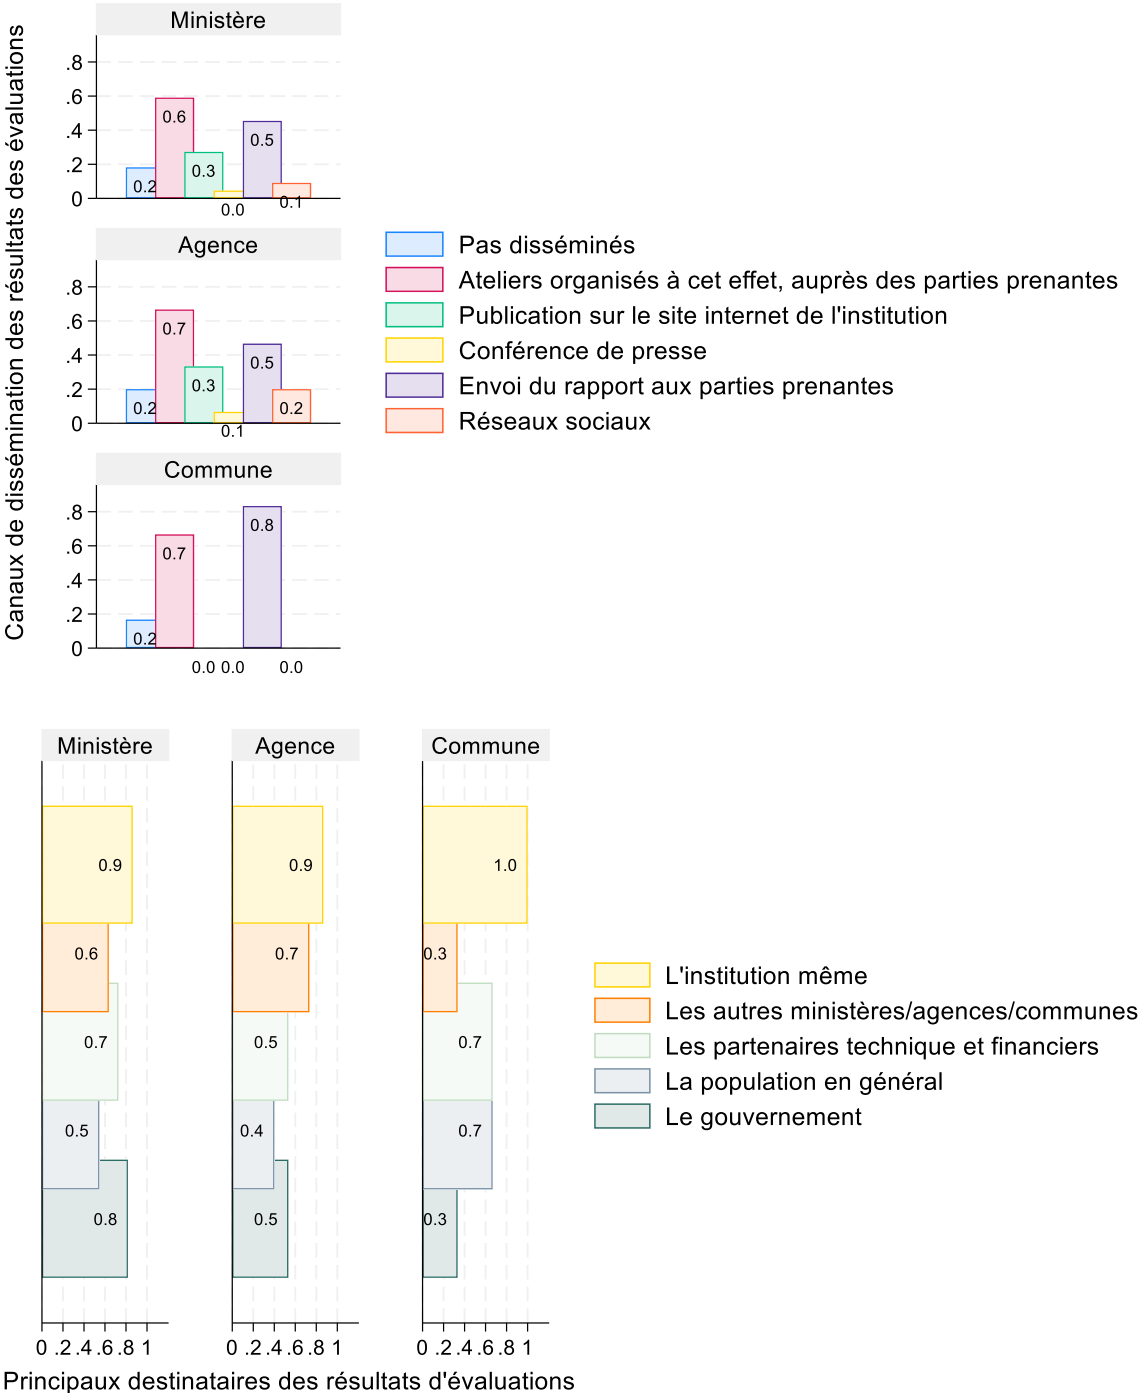 Canaux de dissémination des résultats des évaluations
Ministère
.8
.6
.4
.2
0
0.2
0.6
0.3
0.0
0.5
0.1
Agence
.8
.6
.4
.2
0
0.2
0.7
0.3
0.1
0.5
0.2
Commune
.8
.6
.4
.2
0
0.2
0.7
0.0
0.0
0.8
0.0
Pas disséminés
Ateliers organisés à cet effet, auprès des parties prenantes
Publication sur le site internet de l'institution
Conférence de presse
Envoi du rapport aux parties prenantes
Réseaux sociaux
Ministère
0.9
0.6
0.7
0.5
0.8
0 .2 .4 .6 .8 1
Agence
0.9
0.7
0.5
0.4
0.5
0 .2 .4 .6 .8 1
Commune
1.0
0.3
0.7
0.7
0.3
0 .2 .4 .6 .8 1
L'institution même
Les autres ministères/agences/communes
Les partenaires technique et financiers
La population en général
Le gouvernement
Principaux destinataires des résultats d'évaluations